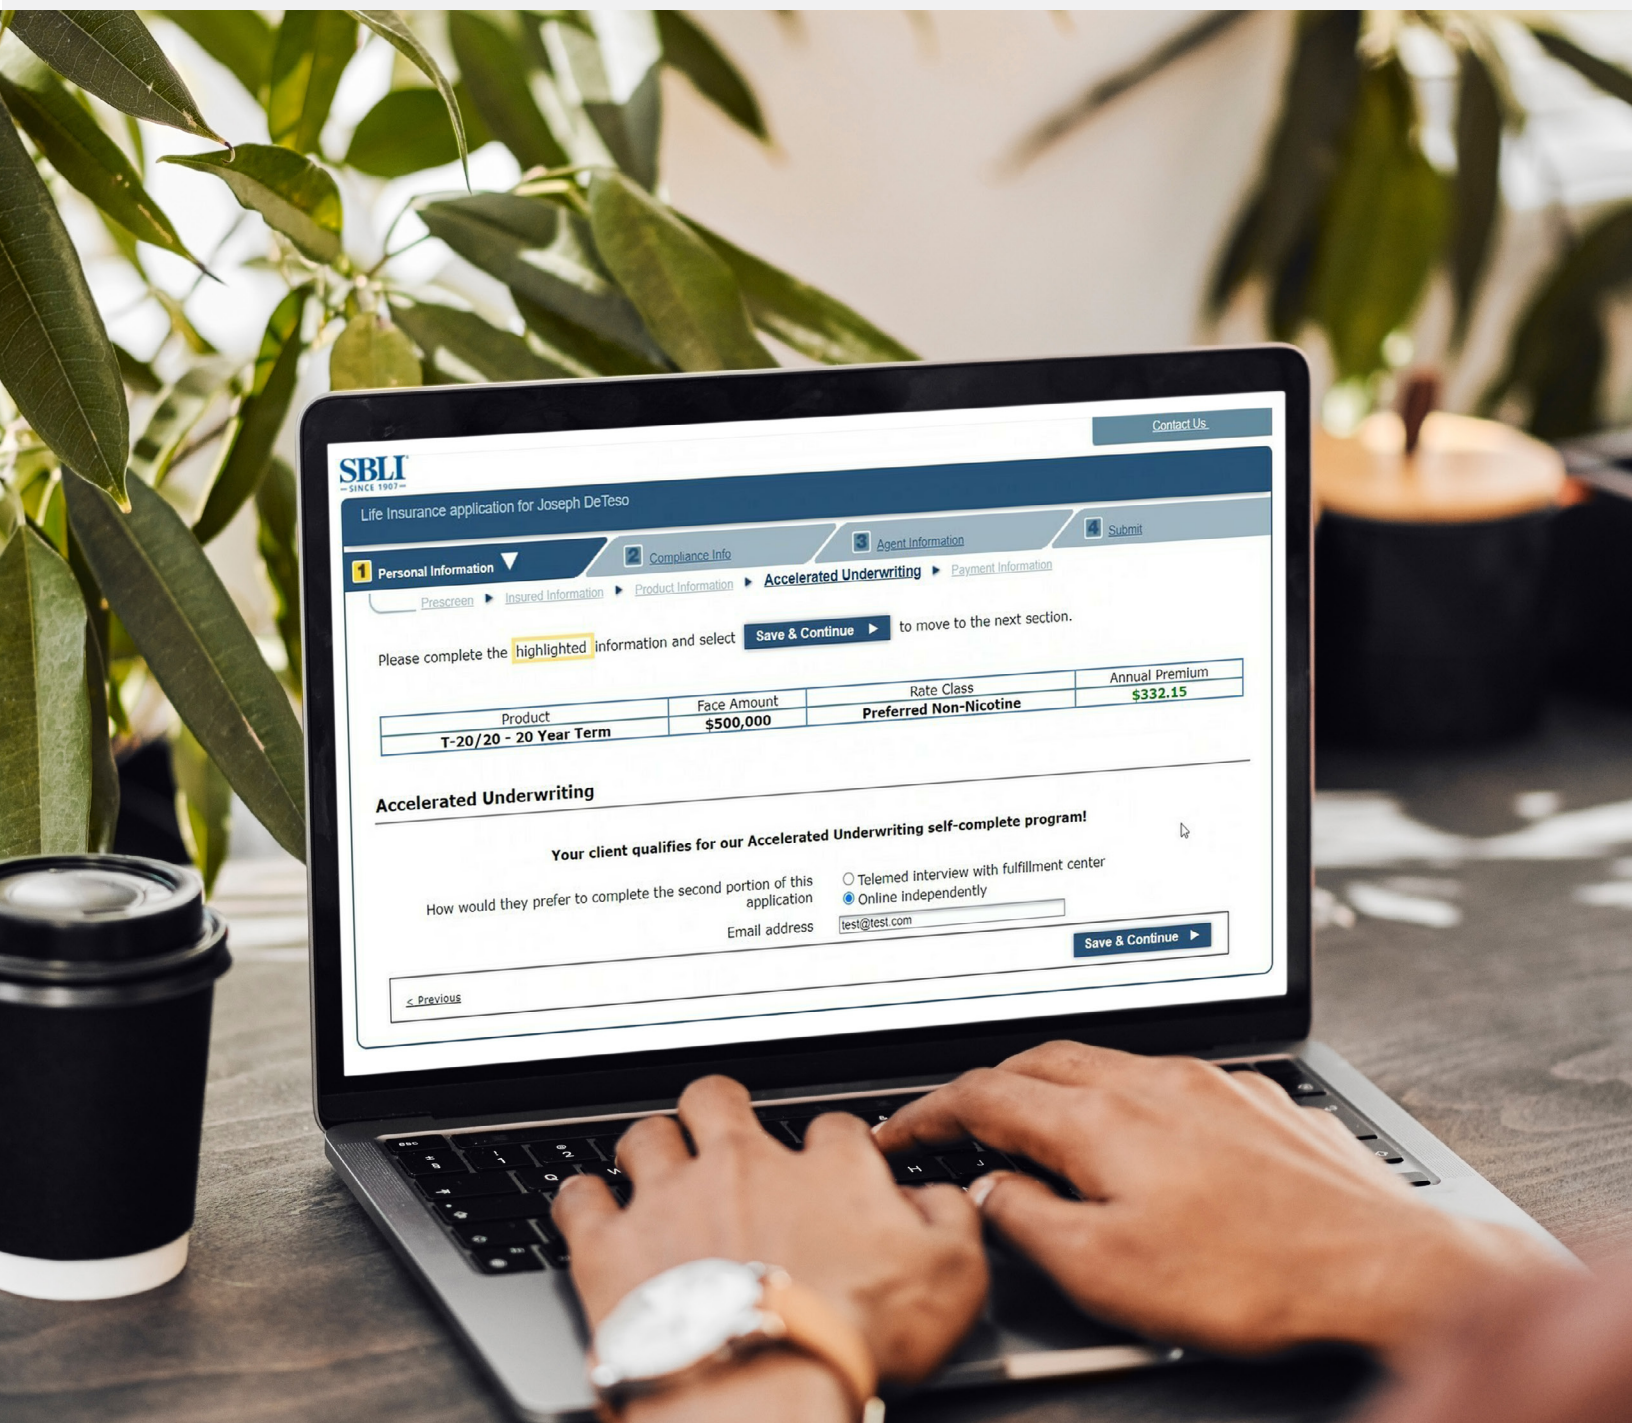 Contact Us
SBLI
SINCE 1907
Life Insurance application for Joseph DeTeso
1 Personal Information
2 Compliance Info
3 Agent Information
4 Submit
Prescreen Insured Information Product Information Accelerated Underwriting Payment Information
Please complete the highlighted information and select Save & Continue to move to the next section.
Product Face Amount Rate Class Annual Premium
T-20/20 - 20 Year Term $500,000 Preferred Non-Nicotine $332.15
Accelerated Underwriting
Your client qualifies for our Accelerated Underwriting self-complete program!
How would they prefer to complete the second portion of this application
Telemed interview with fulfillment center
Online independently
Email address test@test.com
Save & Continue
< Previous
esc
1
2
Q
H
J